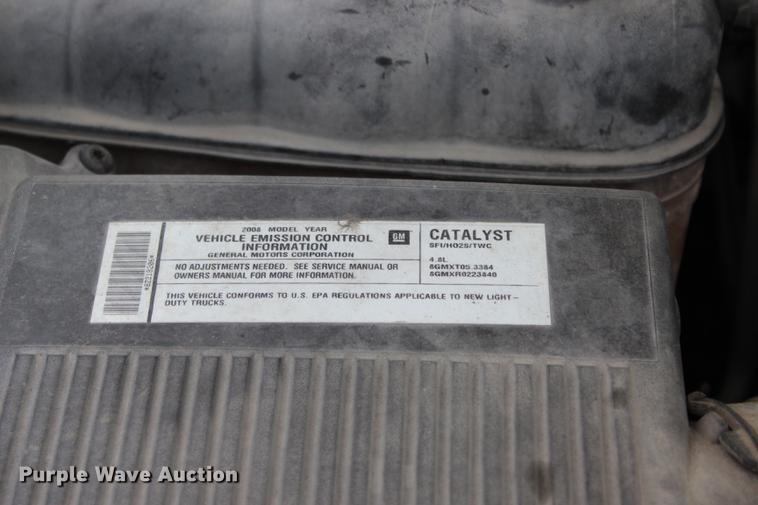 2008 MODEL YEAR
VEHICLE EMISSION CONTROL
INFORMATION
GENERAL MOTORS CORPORATION
GM
NO ADJUSTMENTS NEEDED. SEE SERVICE MANUAL OR
OWNERS MANUAL FOR MORE INFORMATION.
CATALYST
SFI/HO2S/TWC
4.8L
8GMXT05.3384
8GMXR0223840
THIS VEHICLE CONFORMS TO U.S. EPA REGULATIONS APPLICABLE TO NEW LIGHT-
DUTY TRUCKS.
Purple Wave Auction